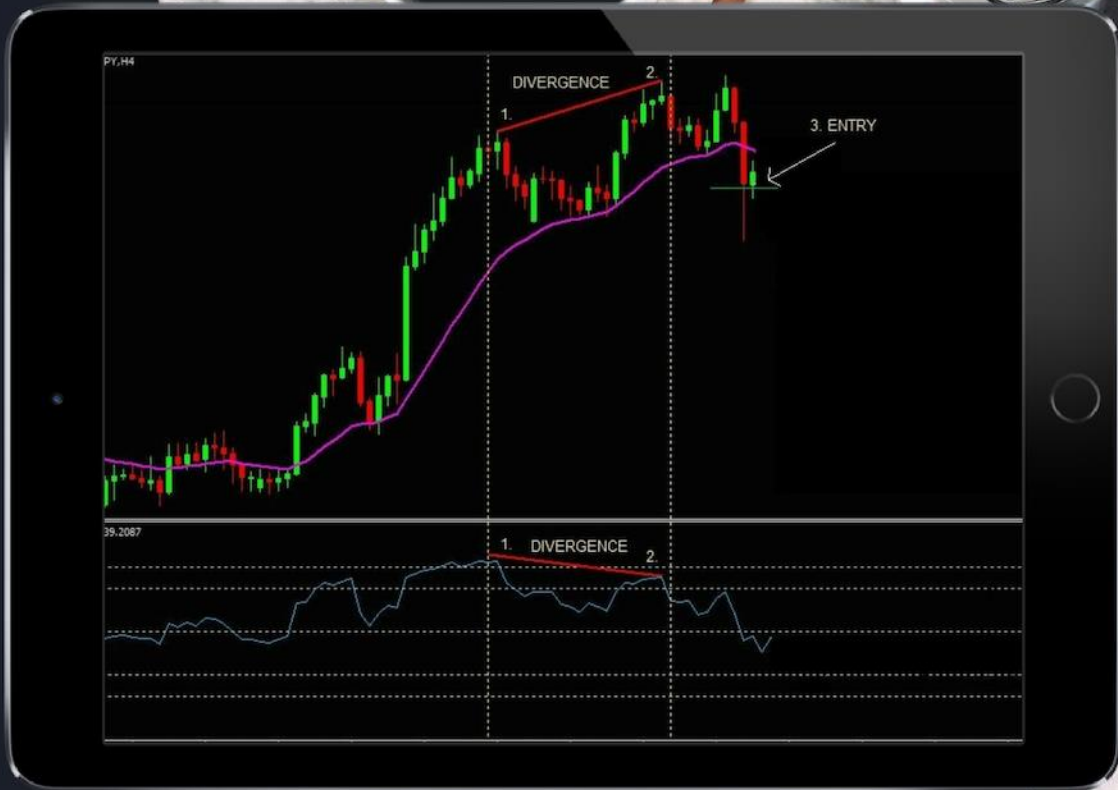 PY,H4
DIVERGENCE
2.
1.
3. ENTRY
39.2087
1. DIVERGENCE
2.